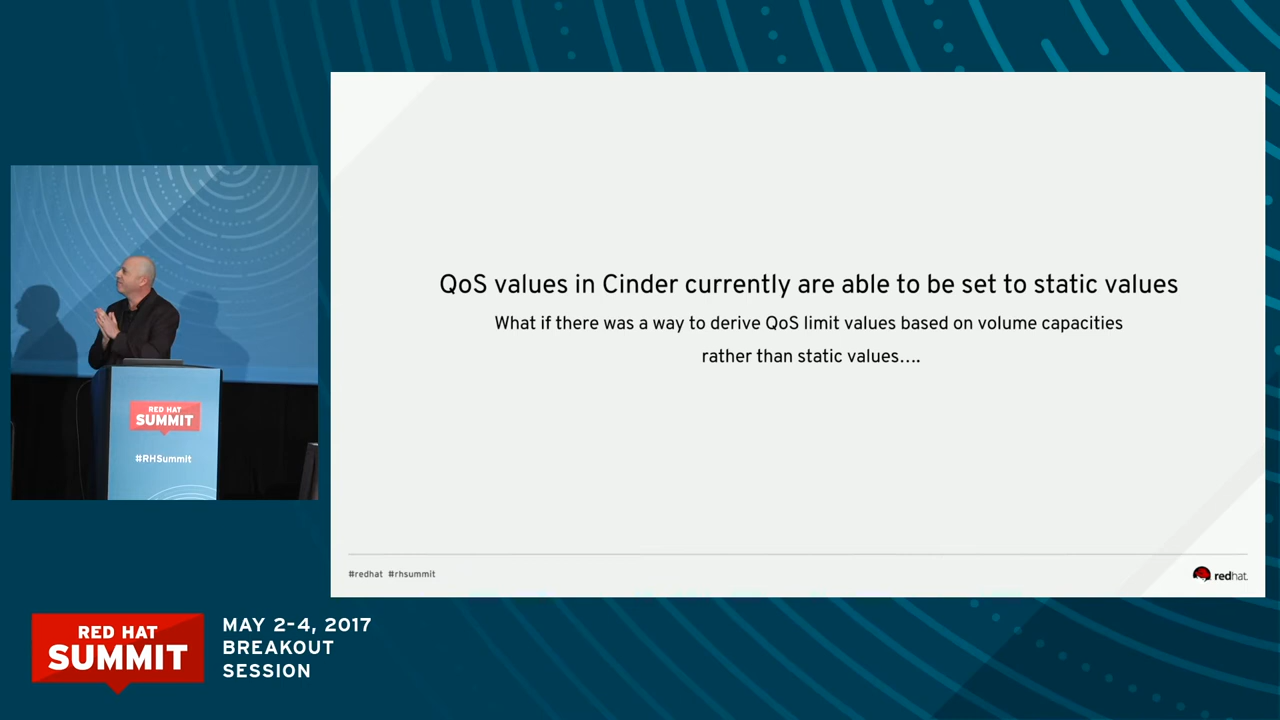 QoS values in Cinder currently are able to be set to static values
What if there was a way to derive QoS limit values based on volume capacities
rather than static values....
#redhat #rhsummit
redhat.
RED HAT
SUMMIT
#RHSummit
RED HAT
SUMMIT
MAY 2-4, 2017
BREAKOUT
SESSION